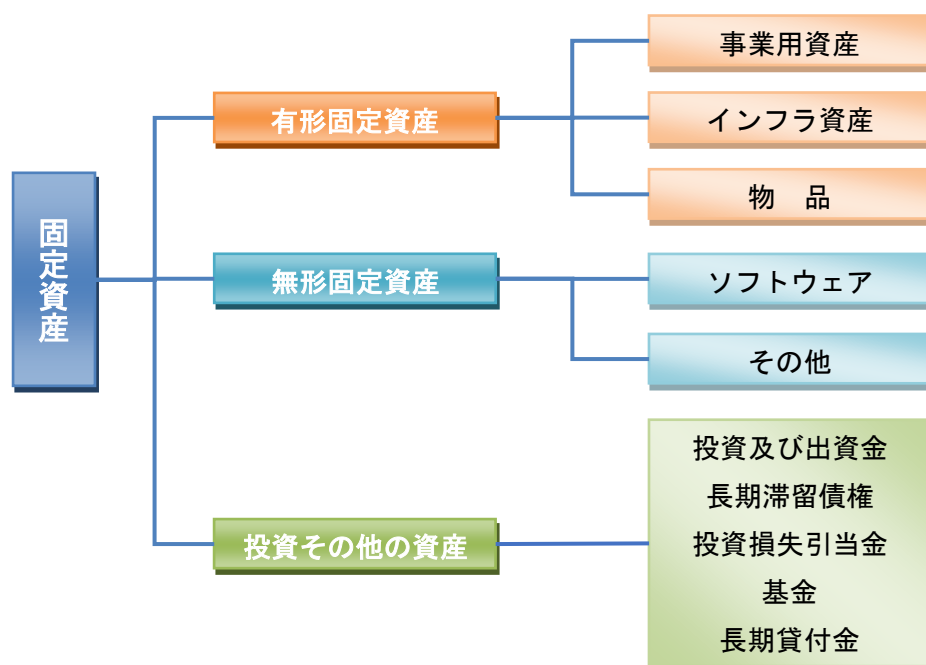 固定資産
有形固定資産
事業用資産
インフラ資産
物　品
無形固定資産
ソフトウェア
その他
投資その他の資産
投資及び出資金
長期滞留債権
投資損失引当金
基金
長期貸付金